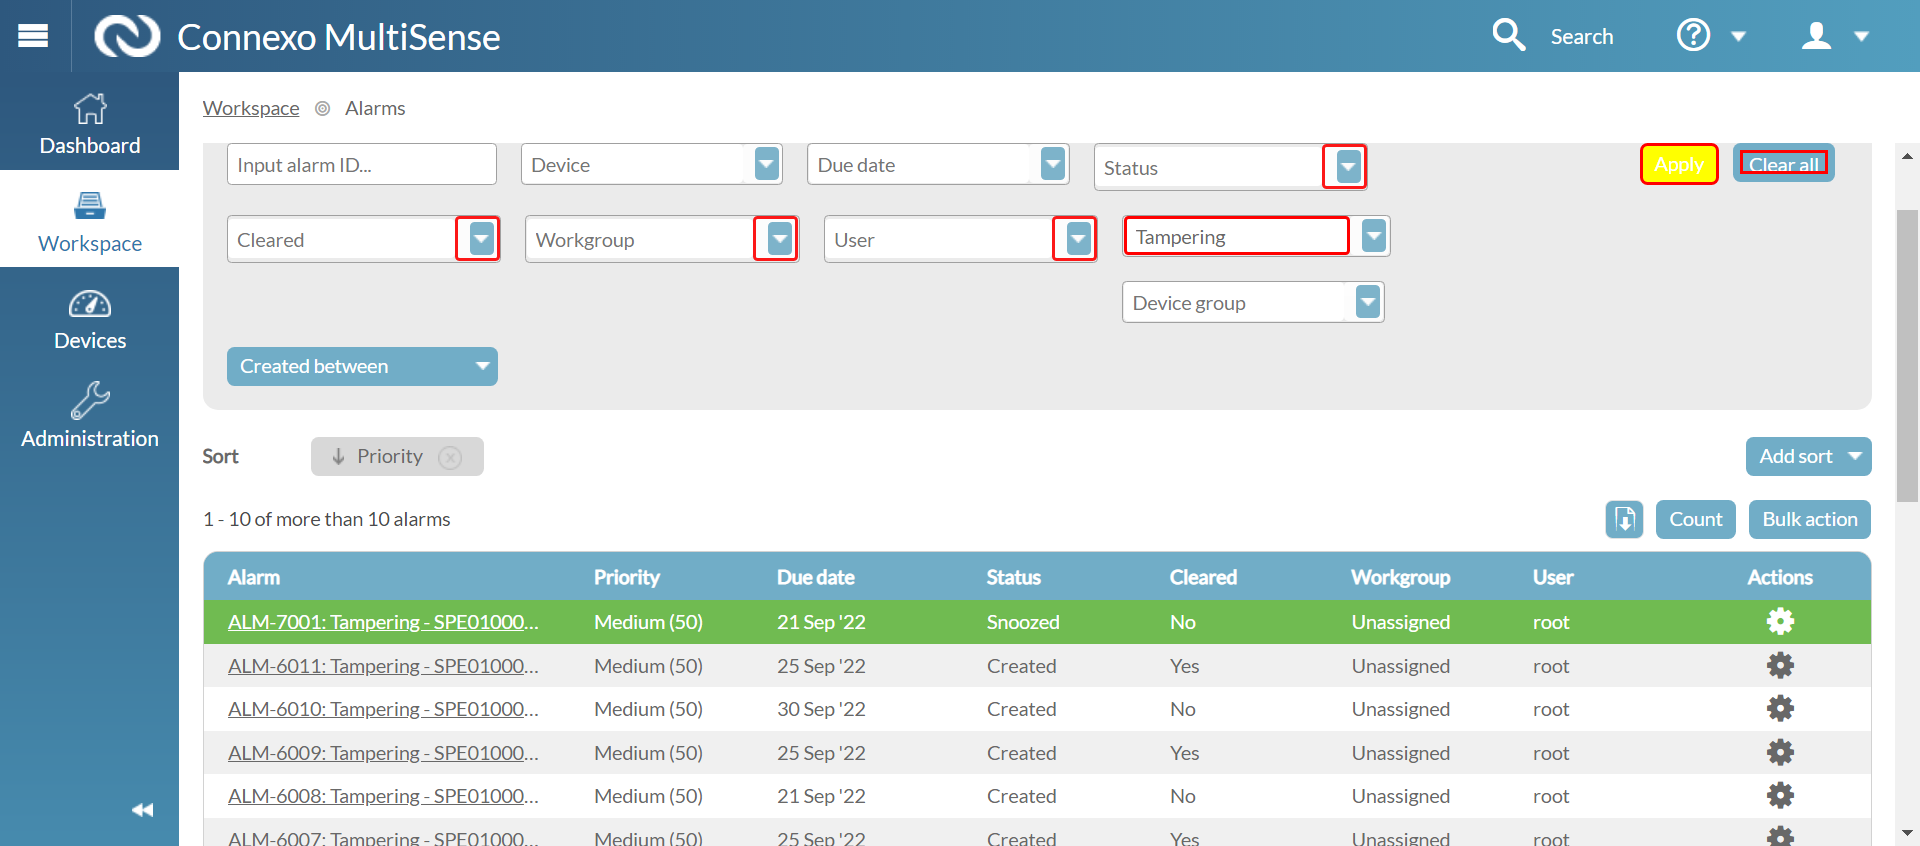 Connexo MultiSense
Search
Dashboard
Workspace
Devices
Administration
Workspace Alarms
Input alarm ID... Device Due date Status Apply Clear all
Cleared Workgroup User Tampering
Device group
Created between
Sort Priority Add sort
1 - 10 of more than 10 alarms Count Bulk action
Alarm Priority Due date Status Cleared Workgroup User Actions
ALM-7001: Tampering - SPE01000... Medium (50) 21 Sep '22 Snoozed No Unassigned root
ALM-6011: Tampering - SPE01000... Medium (50) 25 Sep '22 Created Yes Unassigned root
ALM-6010: Tampering - SPE01000... Medium (50) 30 Sep '22 Created No Unassigned root
ALM-6009: Tampering - SPE01000... Medium (50) 25 Sep '22 Created Yes Unassigned root
ALM-6008: Tampering - SPE01000... Medium (50) 21 Sep '22 Created No Unassigned root
ALM-6007: Tampering - SPE01000... Medium (50) 25 Sep '22 Created Yes Unassigned root